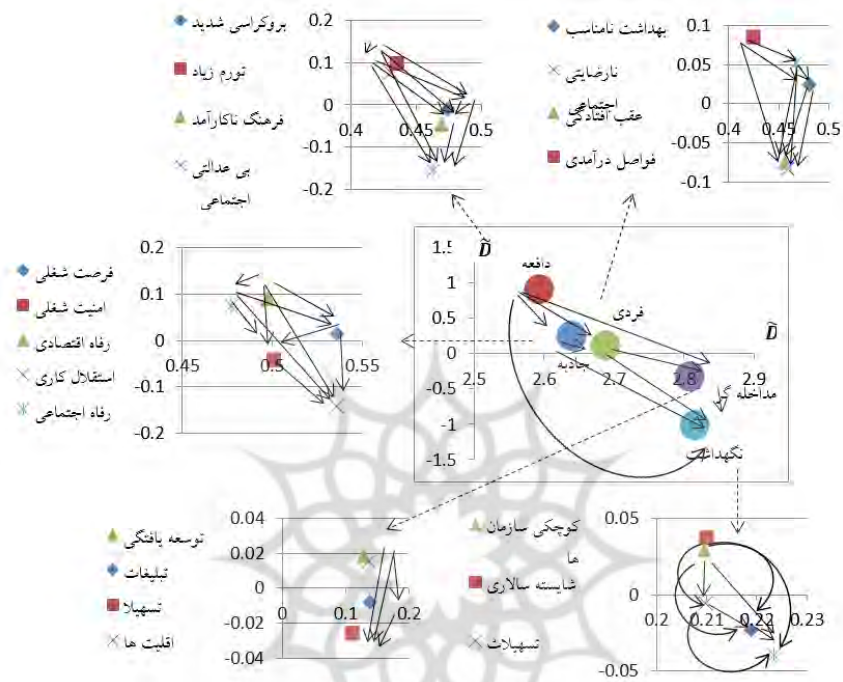 0.2
0.1
0
-0.1
-0.2
0.4
0.45
0.5
بروکراسی شدید
تورم زیاد
فرهنگ ناکارآمد
بی عدالتی
اجتماعی
0.1
0.05
0
-0.05
-0.1
0.4
0.45
0.5
بهداشت نامناسب
نارضایتی
اجتماعی
عقب افتادگی
فواصل درآمدی
0.2
0.1
0
-0.1
-0.2
0.45
0.5
0.55
فرصت شغلی
امنیت شغلی
رفاه اقتصادی
استقلال کاری
رفاه اجتماعی
1.5
1
0.5
0
-0.5
-1
-1.5
2.5
2.6
2.7
2.8
2.9
D̃
D̃
دافعه
فردی
جاذبه
مداخله گر
نگهداشت
0.04
0.02
0
-0.02
-0.04
0
0.1
0.2
توسعه یافتگی
تبلیغات
تسهیلا
اقلیت ها
0.05
0
-0.05
0.2
0.21
0.22
0.23
کوچکی سازمان
ها
شایسته سالاری
تسهیلات